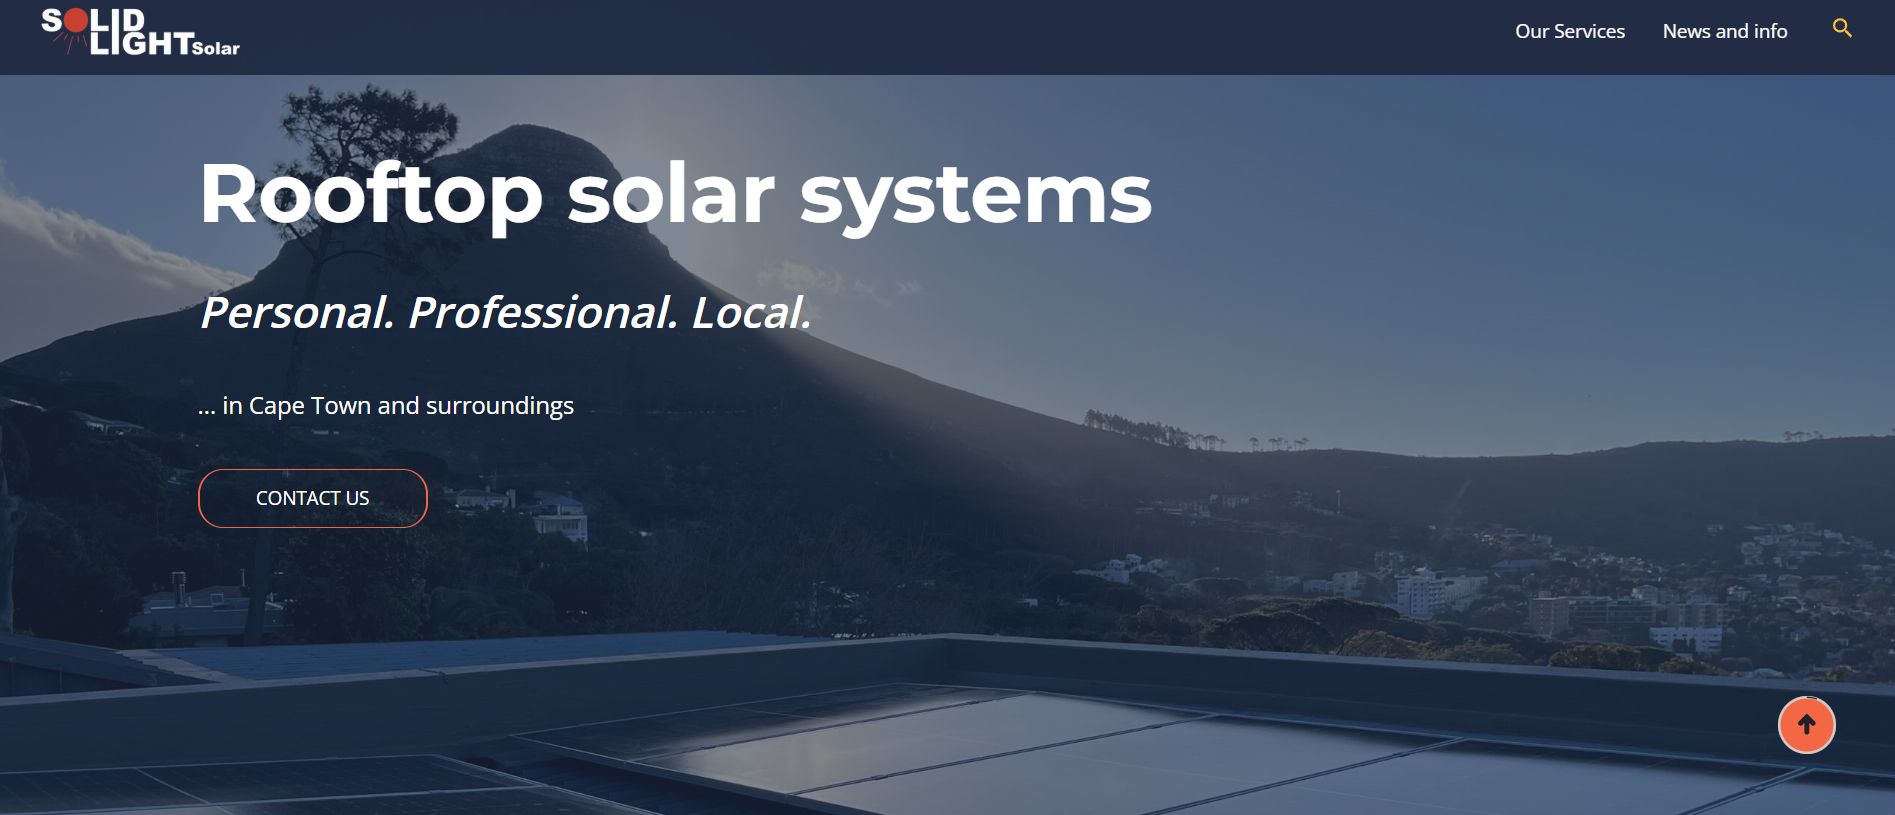 SOLID
LIGHTSolar
Our Services
News and info
Rooftop solar systems
Personal. Professional. Local.
... in Cape Town and surroundings
CONTACT US